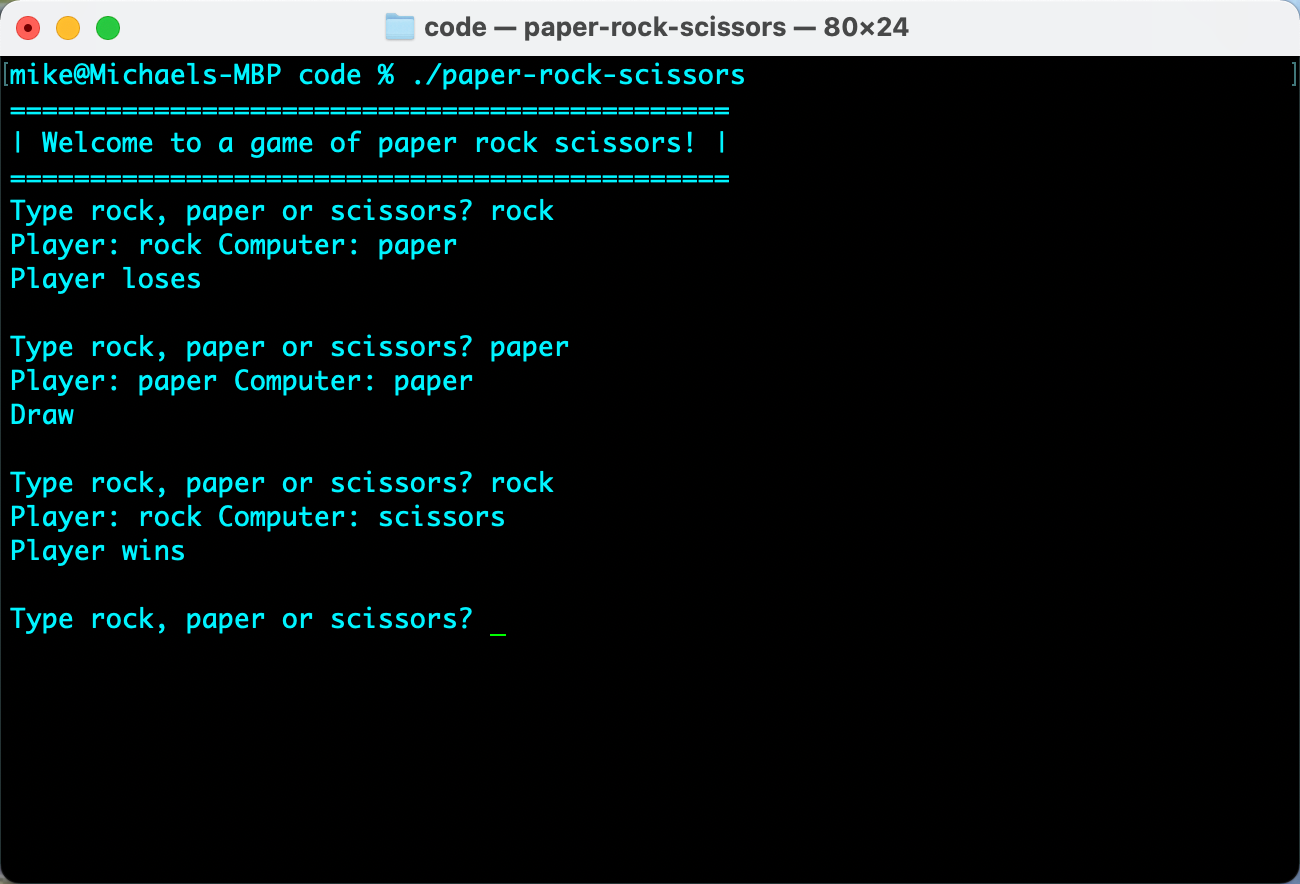 code — paper-rock-scissors — 80×24
[mike@Michaels-MBP code % ./paper-rock-scissors ]
=============================================
| Welcome to a game of paper rock scissors! |
=============================================
Type rock, paper or scissors? rock
Player: rock Computer: paper
Player loses

Type rock, paper or scissors? paper
Player: paper Computer: paper
Draw

Type rock, paper or scissors? rock
Player: rock Computer: scissors
Player wins

Type rock, paper or scissors? _